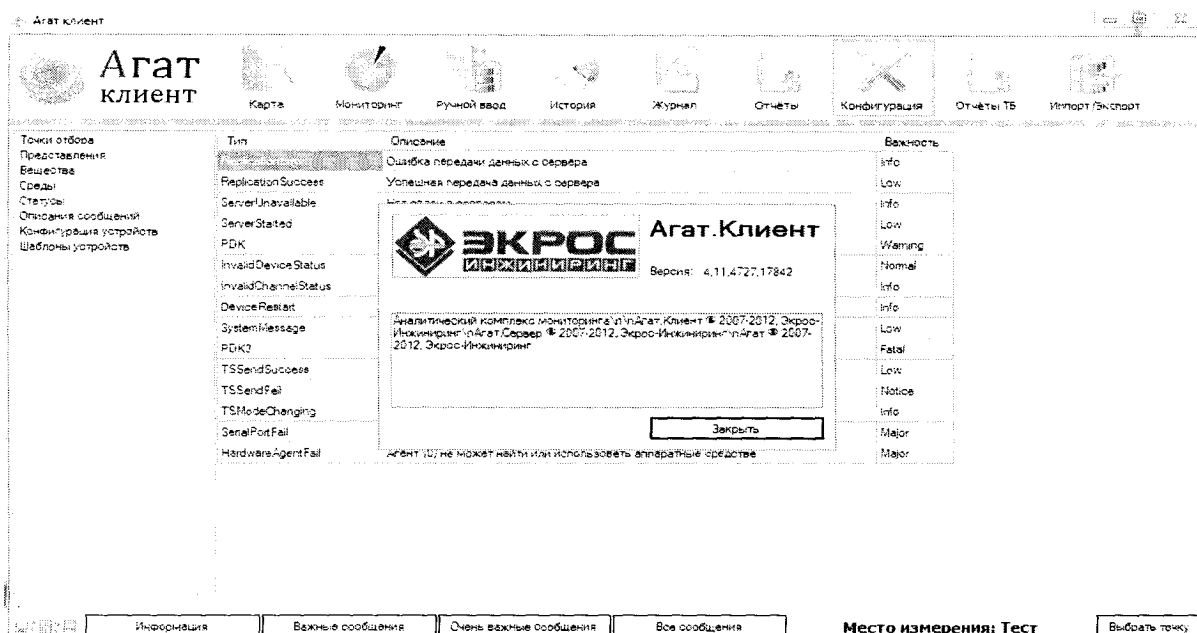 Агат клиент
Агат клиент
Карта
Мониторинг
Ручной ввод
История
Журнал
Отчёты
Конфигурация
Отчёты ТБ
Импорт/Экспорт
Точки отбора
Представления
Вещества
Среды
Статусы
Описания сообщений
Конфигурация устройств
Шаблоны устройств
Тип Описание Важность
Ошибка передачи данных с сервера Info
ReplicationSuccess Успешная передача данных с сервера Low
ServerUnavailable Info
ServerStarted Low
PDK Warning
InvalidDeviceStatus Normal
InvalidChannelStatus Info
DeviceRestart Info
SystemMessage Low
PDK3 Fatal
TSSendSuccess Low
TSSendFail Notice
TSModeChanging Info
SerialPortFail Major
HardwareAgentFail Агент {0} не может найти или использовать аппаратные средстве Major
ЭКРОС
ИНЖИНИРИНГ
Агат.Клиент
Версия: 4.11.4727.17842
Аналитический комплекс мониторинга\n\nАгат.Клиент © 2007-2012, Экрос-
Инжиниринг\nАгат.Сервер © 2007-2012, Экрос-Инжиниринг\nАгат © 2007-
2012, Экрос-Инжиниринг
Закрыть
Информация
Важные сообщения
Очень важные сообщения
Все сообщения
Место измерения: Тест
Выбрать точку